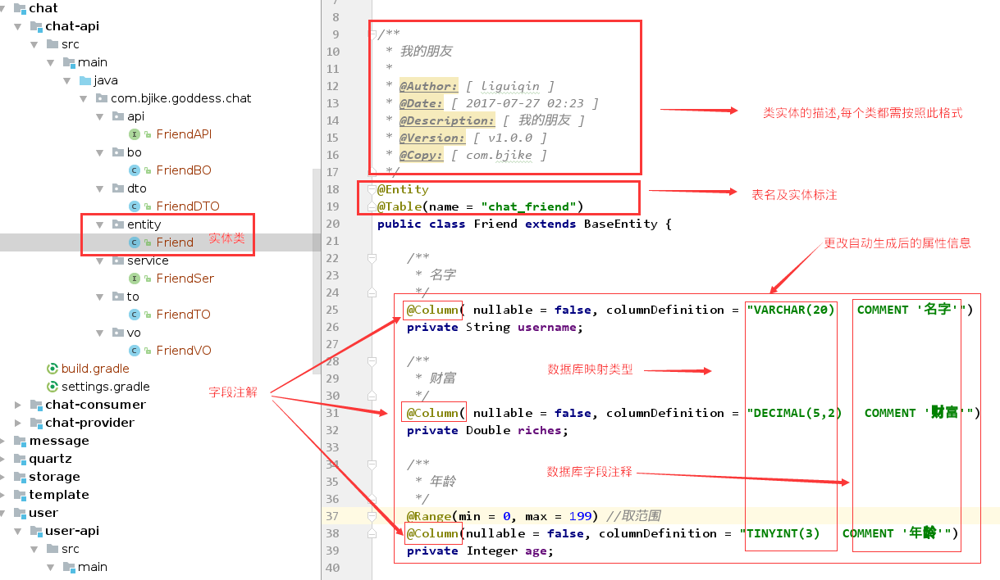 chat
chat-api
src
main
java
com.bjike.goddess.chat
api
FriendAPI
bo
FriendBO
dto
FriendDTO
entity
Friend
实体类
service
FriendSer
to
FriendTO
vo
FriendVO
build.gradle
settings.gradle
chat-consumer
chat-provider
message
quartz
storage
template
user
user-api
src
main
字段注解
7
8
9 /**
10 * 我的朋友
11 *
12 * @Author: [ liguiqin ]
13 * @Date: [ 2017-07-27 02:23 ]
14 * @Description: [ 我的朋友 ]
15 * @Version: [ v1.0.0 ]
16 * @Copy: [ com.bjike ]
17 */
18 @Entity
19 @Table(name = "chat_friend")
20 public class Friend extends BaseEntity {
21
22 /**
23 * 名字
24 */
25 @Column( nullable = false, columnDefinition = "VARCHAR(20) COMMENT '名字'")
26 private String username;
27
28 /**
29 * 财富
30 */
31 @Column( nullable = false, columnDefinition = "DECIMAL(5,2) COMMENT '财富'")
32 private Double riches;
33
34 /**
35 * 年龄
36 */
37 @Range(min = 0, max = 199) //取范围
38 @Column(nullable = false, columnDefinition = "TINYINT(3) COMMENT '年龄'")
39 private Integer age;
40
类实体的描述,每个类都需按照此格式
表名及实体标注
更改自动生成后的属性信息
数据库映射类型
数据库字段注释